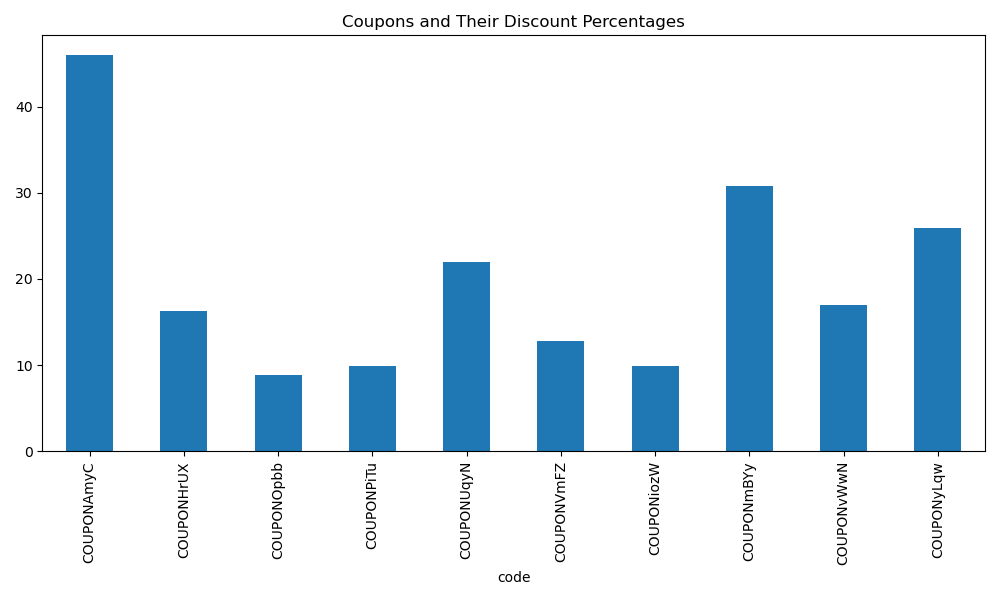 Coupons and Their Discount Percentages
40
30
20
10
0
COUPONAmyC
COUPONHrUX
COUPONOpbb
COUPONPiTu
COUPONUqyN
COUPONVmFZ
COUPONiozW
COUPONmBYy
COUPONvWwN
COUPONyLqw
code